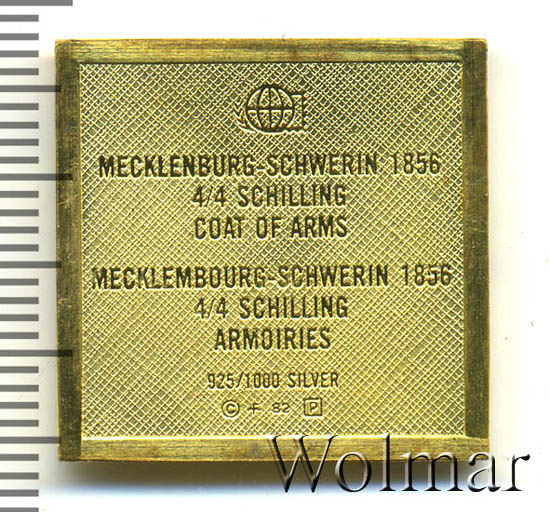 MECKLENBURG-SCHWERIN 1856
4/4 SCHILLING
COAT OF ARMS
MECKLEMBOURG-SCHWERIN 1856
4/4 SCHILLING
ARMOIRIES
925/1000 SILVER
© 82 P
Wolmar